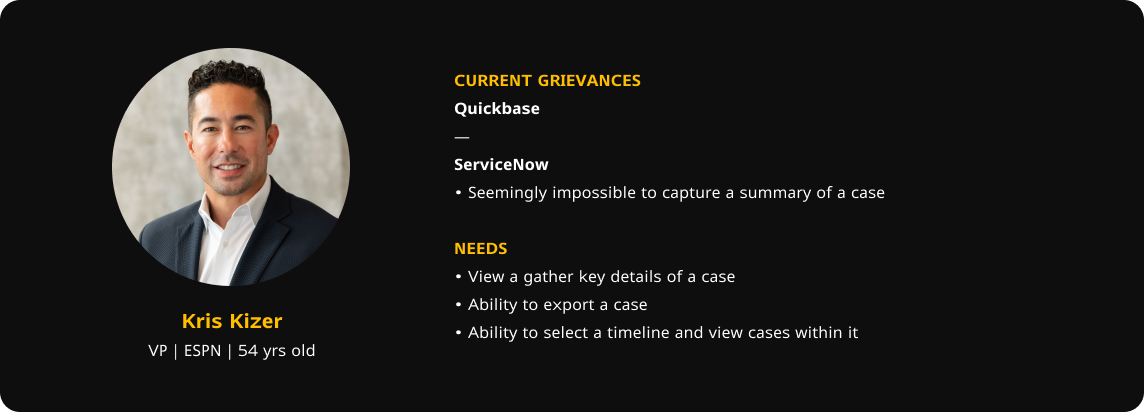 CURRENT GRIEVANCES
Quickbase
—
ServiceNow
• Seemingly impossible to capture a summary of a case
NEEDS
• View a gather key details of a case
• Ability to export a case
• Ability to select a timeline and view cases within it
Kris Kizer
VP | ESPN | 54 yrs old